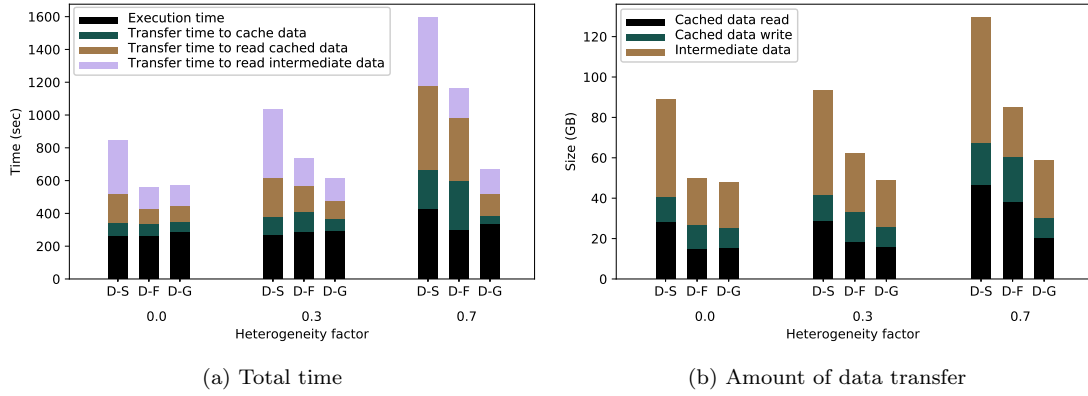 1600
1400
1200
1000
800
600
400
200
0
Time (sec)
Execution time
Transfer time to cache data
Transfer time to read cached data
Transfer time to read intermediate data
D-S D-F D-G D-S D-F D-G D-S D-F D-G
0.0 0.3 0.7
Heterogeneity factor
(a) Total time
120
100
80
60
40
20
0
Size (GB)
Cached data read
Cached data write
Intermediate data
D-S D-F D-G D-S D-F D-G D-S D-F D-G
0.0 0.3 0.7
Heterogeneity factor
(b) Amount of data transfer